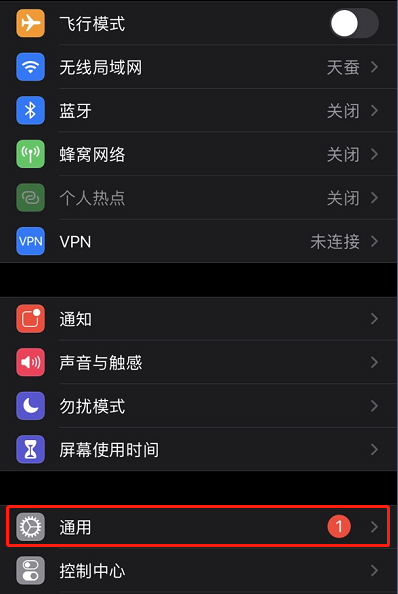 飞行模式
无线局域网 天蚕
蓝牙 关闭
蜂窝网络 关闭
个人热点 关闭
VPN VPN 未连接
通知
声音与触感
勿扰模式
屏幕使用时间
通用 1
控制中心